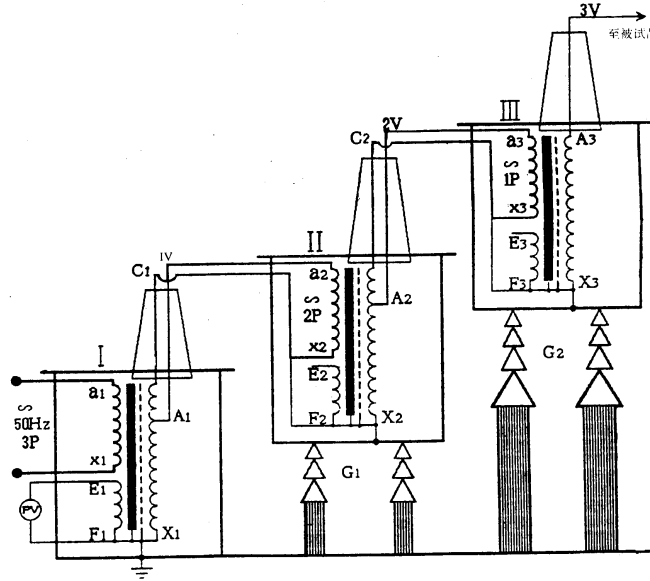 3V
至被试品
III
a3
A3
∽
1P
x3
E3
F3
X3
G2
C2
2V
II
a2
A2
∽
2P
x2
E2
F2
X2
G1
C1
IV
I
a1
A1
∽
50Hz
3P
x1
E1
PV
F1
X1